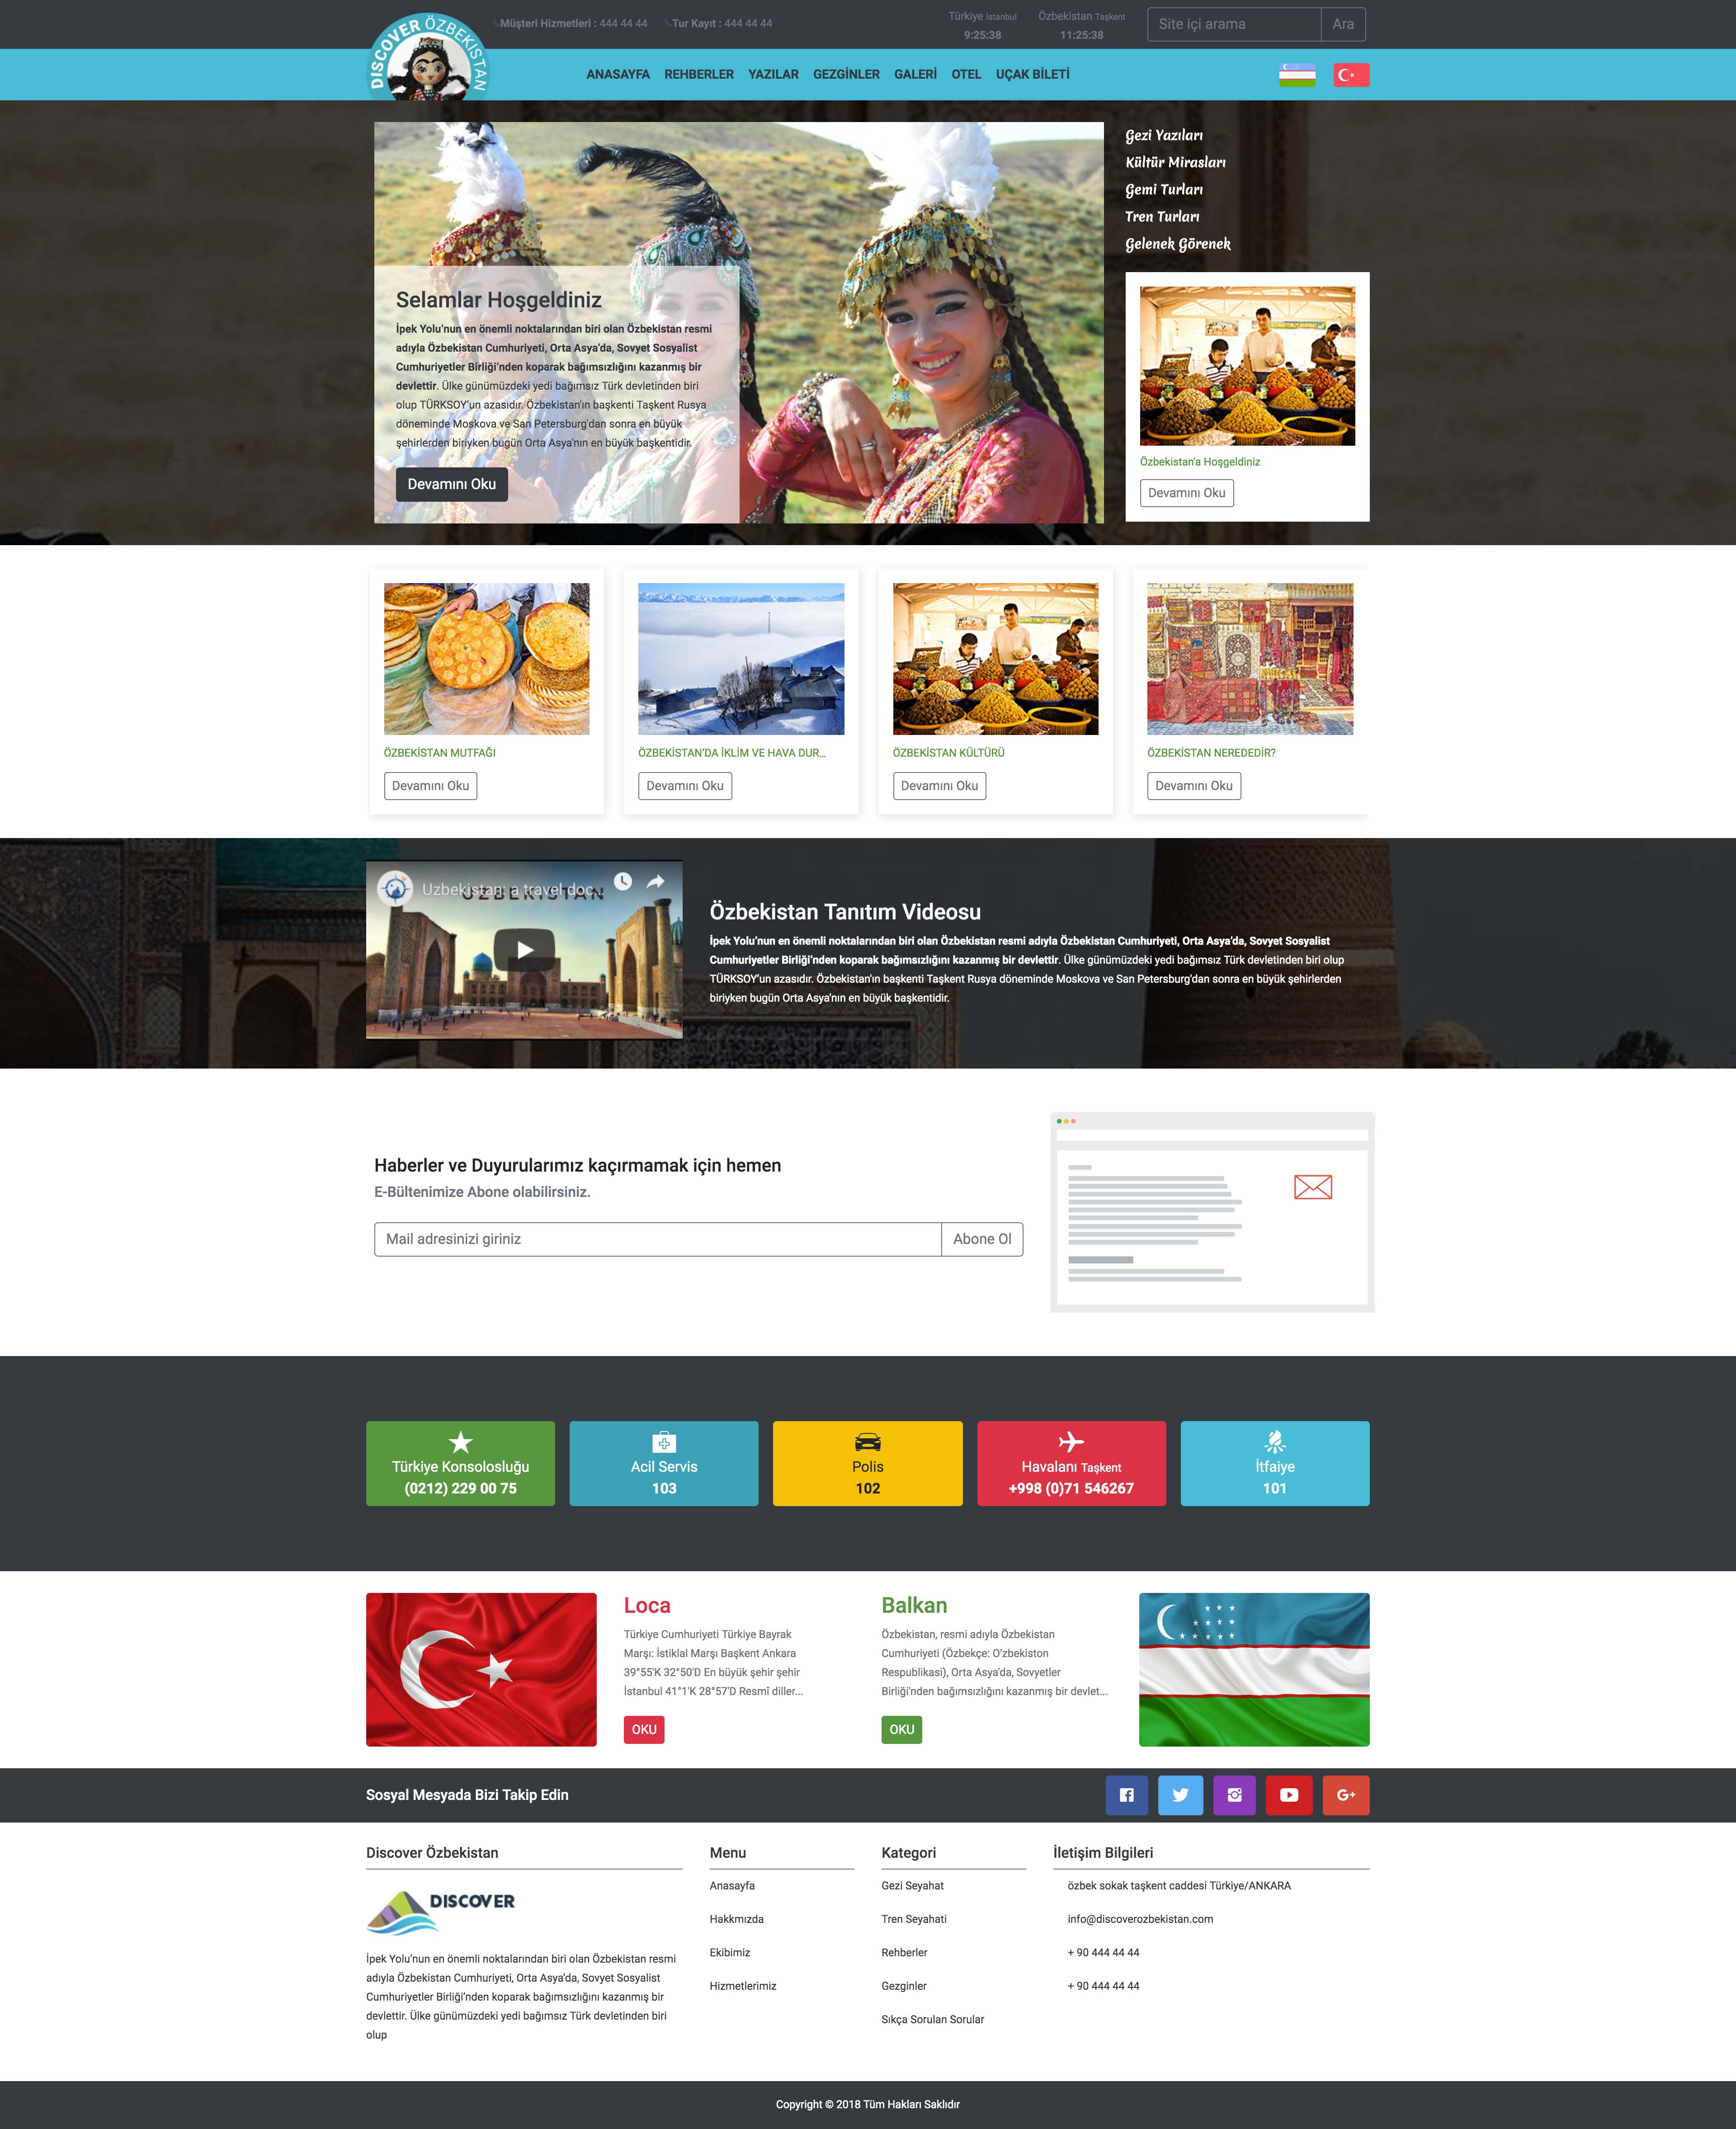 Müşteri Hizmetleri : 444 44 44 Tur Kayıt : 444 44 44
Türkiye İstanbul
9:25:38
Özbekistan Taşkent
11:25:38
Site içi arama
Ara
DISCOVER ÖZBEKİSTAN
ANASAYFA REHBERLER YAZILAR GEZGİNLER GALERİ OTEL UÇAK BİLETİ
Selamlar Hoşgeldiniz
İpek Yolu’nun en önemli noktalarından biri olan Özbekistan resmi
adıyla Özbekistan Cumhuriyeti, Orta Asya’da, Sovyet Sosyalist
Cumhuriyetler Birliği’nden koparak bağımsızlığını kazanmış bir
devlettir. Ülke günümüzdeki yedi bağımsız Türk devletinden biri
olup TÜRKSOY'un azasıdır. Özbekistan'ın başkenti Taşkent Rusya
döneminde Moskova ve San Petersburg'dan sonra en büyük
şehirlerden biriyken bugün Orta Asya'nın en büyük başkentidir.
Devamını Oku
Gezi Yazıları
Kültür Mirasları
Gemi Turları
Tren Turları
Gelenek Görenek
Özbekistan'a Hoşgeldiniz
Devamını Oku
ÖZBEKİSTAN MUTFAĞI
Devamını Oku
ÖZBEKİSTAN’DA İKLİM VE HAVA DUR...
Devamını Oku
ÖZBEKİSTAN KÜLTÜRÜ
Devamını Oku
ÖZBEKİSTAN NEREDEDİR?
Devamını Oku
Uzbekistan: a travel doc...
UZBEKISTAN
Özbekistan Tanıtım Videosu
İpek Yolu’nun en önemli noktalarından biri olan Özbekistan resmi adıyla Özbekistan Cumhuriyeti, Orta Asya’da, Sovyet Sosyalist
Cumhuriyetler Birliği’nden koparak bağımsızlığını kazanmış bir devlettir. Ülke günümüzdeki yedi bağımsız Türk devletinden biri olup
TÜRKSOY'un azasıdır. Özbekistan'ın başkenti Taşkent Rusya döneminde Moskova ve San Petersburg'dan sonra en büyük şehirlerden
biriyken bugün Orta Asya'nın en büyük başkentidir.
Haberler ve Duyurularımız kaçırmamak için hemen
E-Bültenimize Abone olabilirsiniz.
Mail adresinizi giriniz
Abone Ol
Türkiye Konsolosluğu
(0212) 229 00 75
Acil Servis
103
Polis
102
Havalanı Taşkent
+998 (0)71 546267
İtfaiye
101
Loca
Türkiye Cumhuriyeti Türkiye Bayrak
Marşı: İstiklal Marşı Başkent Ankara
39°55'K 32°50'D En büyük şehir şehir
İstanbul 41°1'K 28°57'D Resmî diller...
OKU
Balkan
Özbekistan, resmi adıyla Özbekistan
Cumhuriyeti (Özbekçe: O‘zbekiston
Respublikasi), Orta Asya'da, Sovyetler
Birliği'nden bağımsızlığını kazanmış bir devlet...
OKU
Sosyal Mesyada Bizi Takip Edin
Discover Özbekistan
DISCOVER
İpek Yolu’nun en önemli noktalarından biri olan Özbekistan resmi
adıyla Özbekistan Cumhuriyeti, Orta Asya’da, Sovyet Sosyalist
Cumhuriyetler Birliği’nden koparak bağımsızlığını kazanmış bir
devlettir. Ülke günümüzdeki yedi bağımsız Türk devletinden biri
olup
Menu
Anasayfa
Hakkmızda
Ekibimiz
Hizmetlerimiz
Kategori
Gezi Seyahat
Tren Seyahati
Rehberler
Gezginler
Sıkça Sorulan Sorular
İletişim Bilgileri
özbek sokak taşkent caddesi Türkiye/ANKARA
info@discoverozbekistan.com
+ 90 444 44 44
+ 90 444 44 44
Copyright © 2018 Tüm Hakları Saklıdır